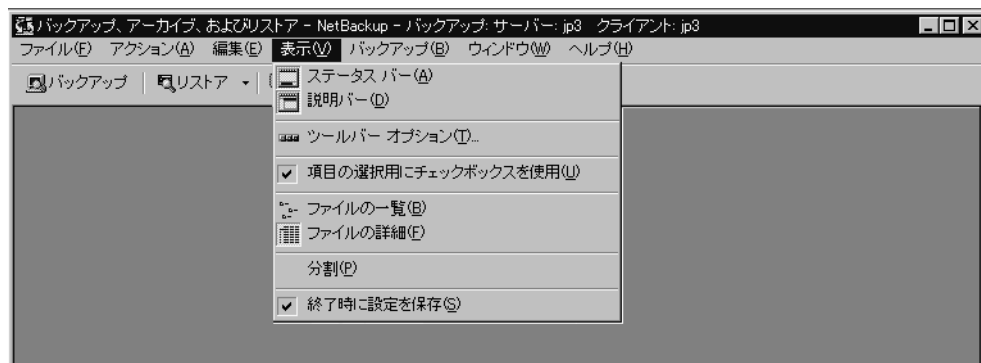 バックアップ、アーカイブ、およびリストア - NetBackup - バックアップ: サーバー: jp3 クライアント: jp3
ファイル(F) アクション(A) 編集(E) 表示(V) バックアップ(B) ウィンドウ(W) ヘルプ(H)
バックアップ リストア
ステータス バー(A)
説明バー(D)
ツールバー オプション(T)...
項目の選択用にチェックボックスを使用(U)
ファイルの一覧(B)
ファイルの詳細(F)
分割(P)
終了時に設定を保存(S)